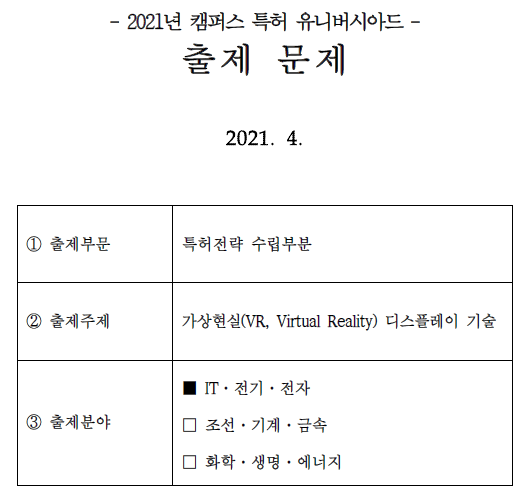 - 2021년 캠퍼스 특허 유니버시아드 -
출제 문제
2021. 4.
① 출제부문 특허전략 수립부분
② 출제주제 가상현실(VR, Virtual Reality) 디스플레이 기술
③ 출제분야
■ IT · 전기 · 전자
□ 조선 · 기계 · 금속
□ 화학 · 생명 · 에너지